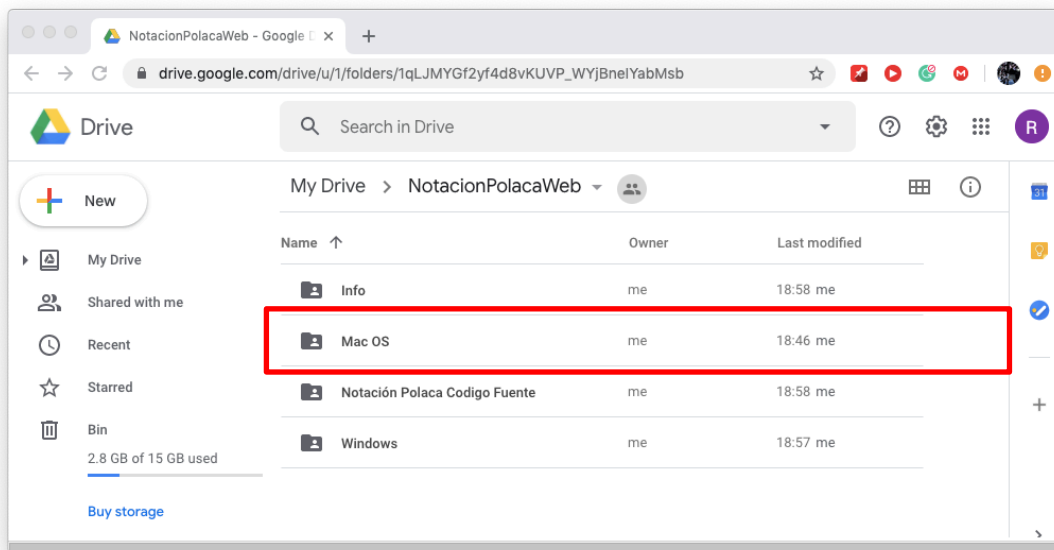 NotacionPolacaWeb - Google D
drive.google.com/drive/u/1/folders/1qLJMYGf2yf4d8vKUVP_WYjBnelYabMsb
Drive
Search in Drive
R
New
My Drive > NotacionPolacaWeb
31
Name Owner Last modified
My Drive
Info me 18:58 me
Shared with me
Mac OS me 18:46 me
Recent
Starred
Notación Polaca Codigo Fuente me 18:58 me
Bin
Windows me 18:57 me
2.8 GB of 15 GB used
Buy storage